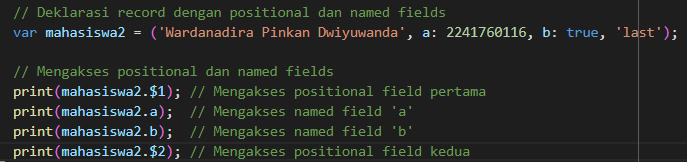 // Deklarasi record dengan positional dan named fields
var mahasiswa2 = ('Wardanadira Pinkan Dwiyuwanda', a: 2241760116, b: true, 'last');
// Mengakses positional dan named fields
print(mahasiswa2.$1); // Mengakses positional field pertama
print(mahasiswa2.a);  // Mengakses named field 'a'
print(mahasiswa2.b);  // Mengakses named field 'b'
print(mahasiswa2.$2); // Mengakses positional field kedua